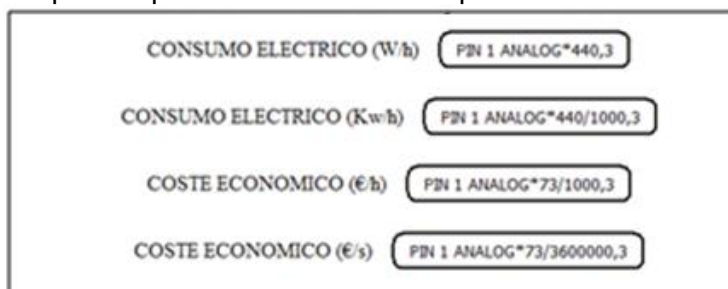 CONSUMO ELECTRICO (W/h) PIN 1 ANALOG*440,3
CONSUMO ELECTRICO (Kw/h) PIN 1 ANALOG*440/1000,3
COSTE ECONOMICO (€/h) PIN 1 ANALOG*73/1000,3
COSTE ECONOMICO (€/s) PIN 1 ANALOG*73/3600000,3